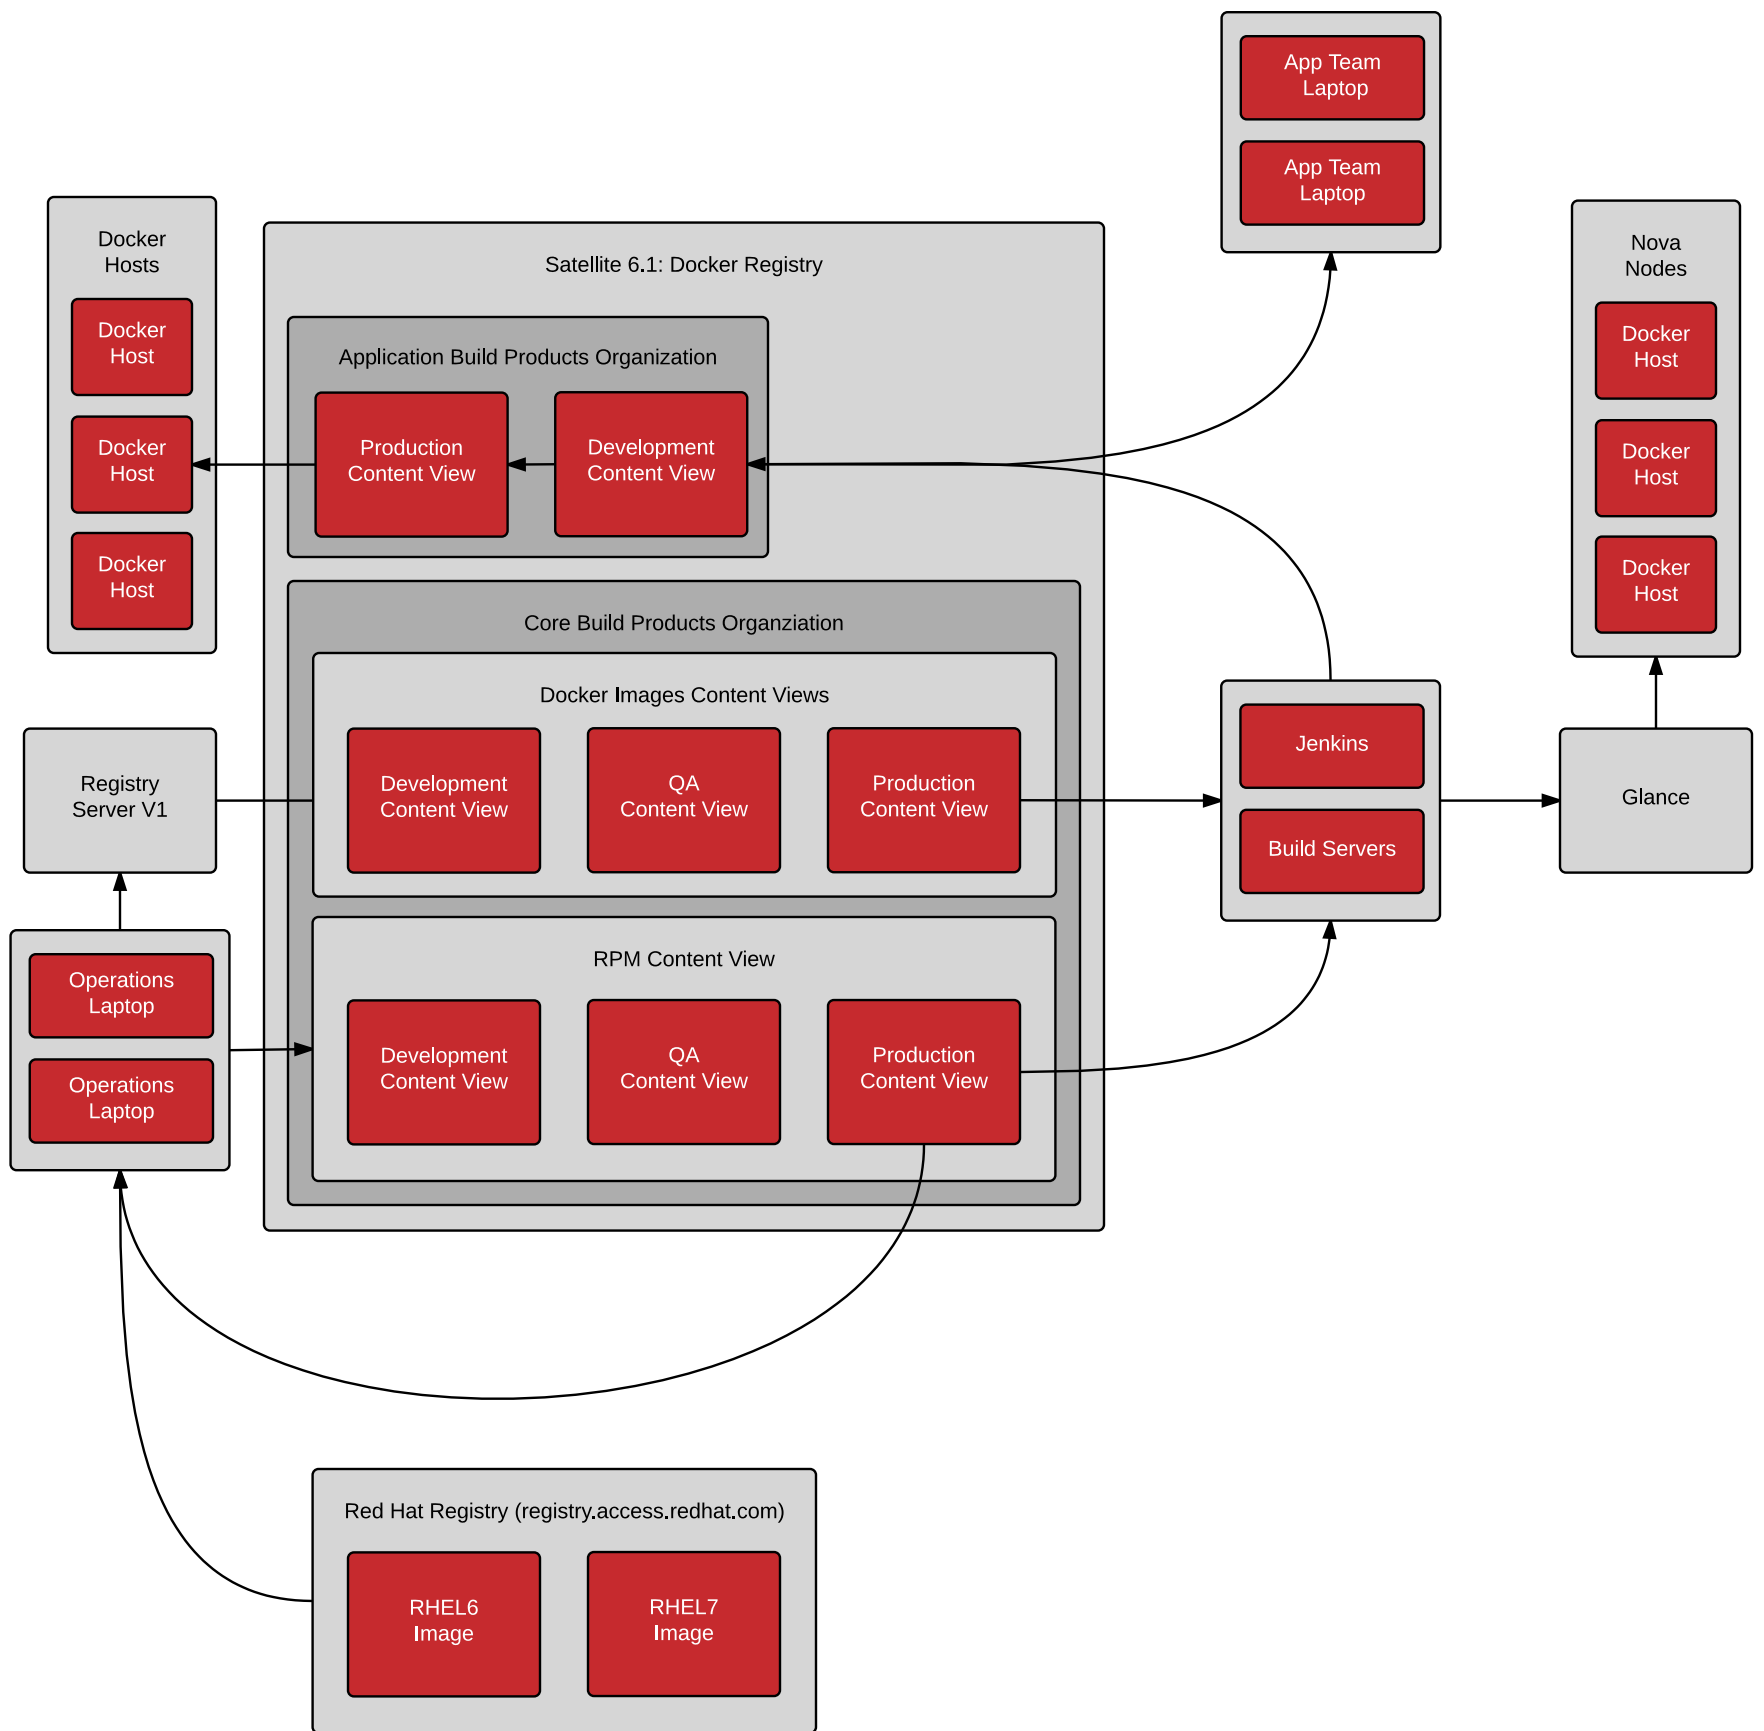 App Team
Laptop
App Team
Laptop
Docker
Hosts
Docker
Host
Docker
Host
Docker
Host
Satellite 6.1: Docker Registry
Application Build Products Organization
Production
Content View
Development
Content View
Nova
Nodes
Docker
Host
Docker
Host
Docker
Host
Core Build Products Organziation
Docker Images Content Views
Development
Content View
QA
Content View
Production
Content View
Registry
Server V1
Jenkins
Build Servers
Glance
Operations
Laptop
Operations
Laptop
RPM Content View
Development
Content View
QA
Content View
Production
Content View
Red Hat Registry (registry.access.redhat.com)
RHEL6
Image
RHEL7
Image